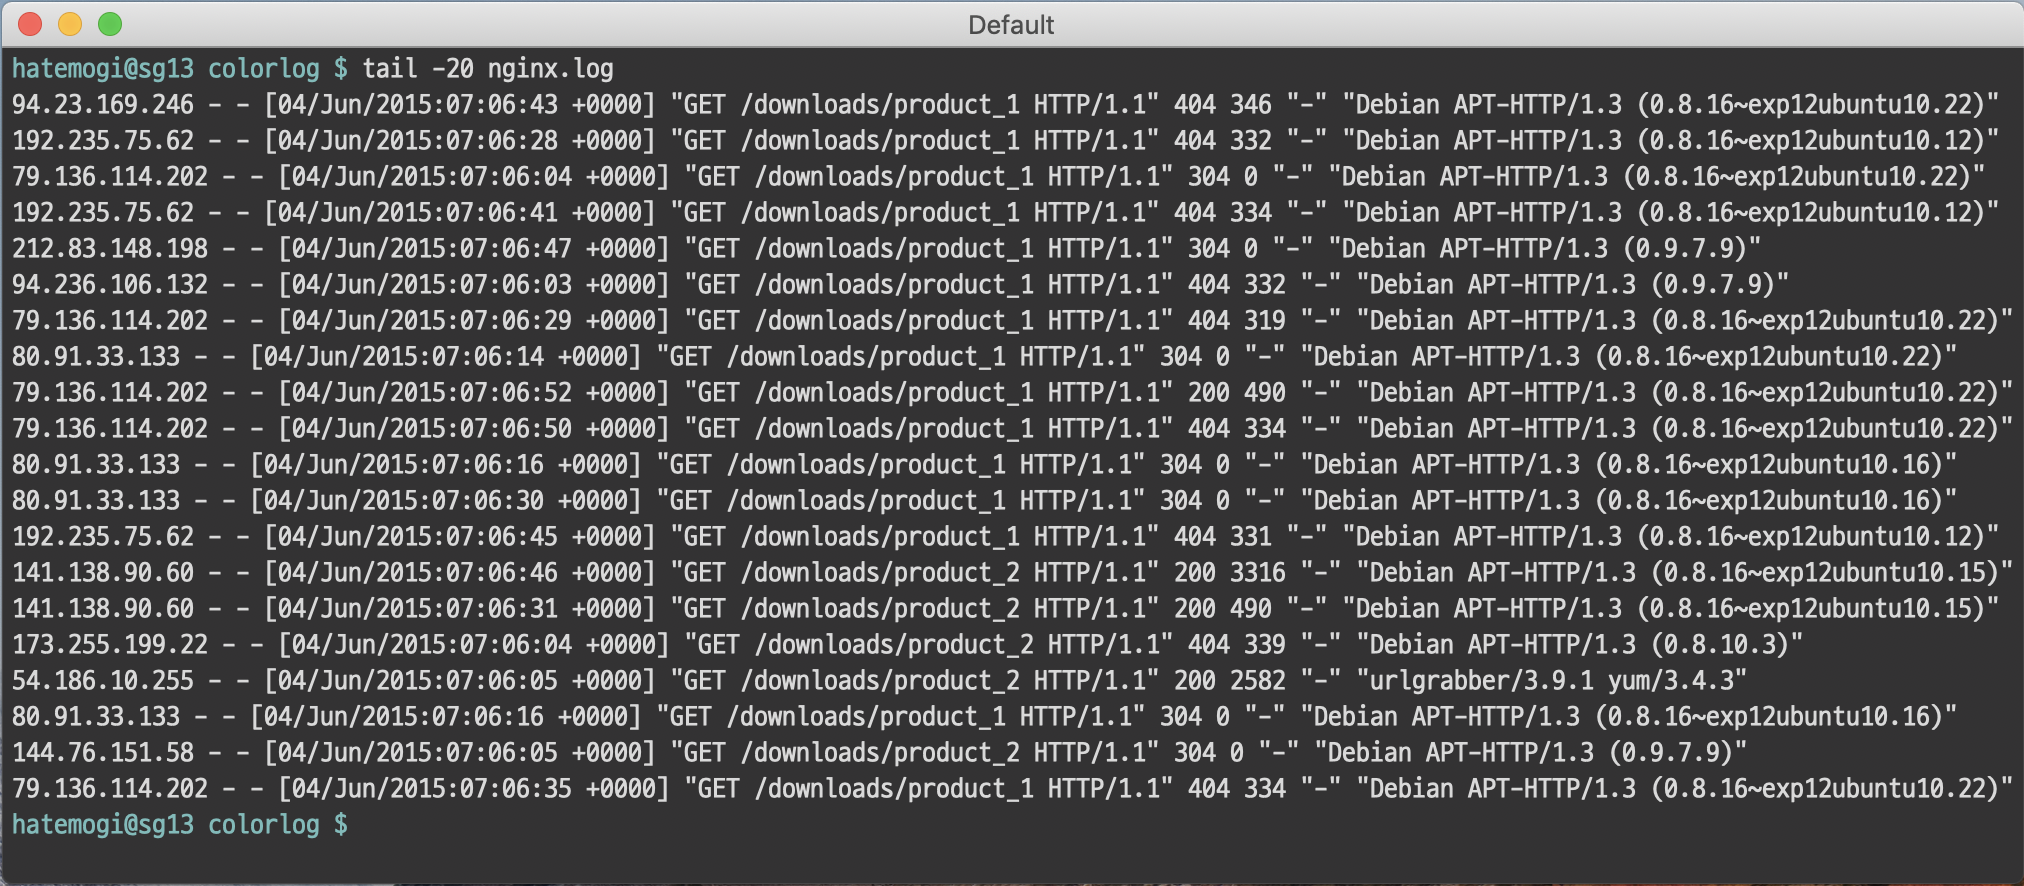 Default
hatemogi@sg13 colorlog $ tail -20 nginx.log
94.23.169.246 - - [04/Jun/2015:07:06:43 +0000] "GET /downloads/product_1 HTTP/1.1" 404 346 "-" "Debian APT-HTTP/1.3 (0.8.16~exp12ubuntu10.22)"
192.235.75.62 - - [04/Jun/2015:07:06:28 +0000] "GET /downloads/product_1 HTTP/1.1" 404 332 "-" "Debian APT-HTTP/1.3 (0.8.16~exp12ubuntu10.12)"
79.136.114.202 - - [04/Jun/2015:07:06:04 +0000] "GET /downloads/product_1 HTTP/1.1" 304 0 "-" "Debian APT-HTTP/1.3 (0.8.16~exp12ubuntu10.22)"
192.235.75.62 - - [04/Jun/2015:07:06:41 +0000] "GET /downloads/product_1 HTTP/1.1" 404 334 "-" "Debian APT-HTTP/1.3 (0.8.16~exp12ubuntu10.12)"
212.83.148.198 - - [04/Jun/2015:07:06:47 +0000] "GET /downloads/product_1 HTTP/1.1" 304 0 "-" "Debian APT-HTTP/1.3 (0.9.7.9)"
94.236.106.132 - - [04/Jun/2015:07:06:03 +0000] "GET /downloads/product_1 HTTP/1.1" 404 332 "-" "Debian APT-HTTP/1.3 (0.9.7.9)"
79.136.114.202 - - [04/Jun/2015:07:06:29 +0000] "GET /downloads/product_1 HTTP/1.1" 404 319 "-" "Debian APT-HTTP/1.3 (0.8.16~exp12ubuntu10.22)"
80.91.33.133 - - [04/Jun/2015:07:06:14 +0000] "GET /downloads/product_1 HTTP/1.1" 304 0 "-" "Debian APT-HTTP/1.3 (0.8.16~exp12ubuntu10.22)"
79.136.114.202 - - [04/Jun/2015:07:06:52 +0000] "GET /downloads/product_1 HTTP/1.1" 200 490 "-" "Debian APT-HTTP/1.3 (0.8.16~exp12ubuntu10.22)"
79.136.114.202 - - [04/Jun/2015:07:06:50 +0000] "GET /downloads/product_1 HTTP/1.1" 404 334 "-" "Debian APT-HTTP/1.3 (0.8.16~exp12ubuntu10.22)"
80.91.33.133 - - [04/Jun/2015:07:06:16 +0000] "GET /downloads/product_1 HTTP/1.1" 304 0 "-" "Debian APT-HTTP/1.3 (0.8.16~exp12ubuntu10.16)"
80.91.33.133 - - [04/Jun/2015:07:06:30 +0000] "GET /downloads/product_1 HTTP/1.1" 304 0 "-" "Debian APT-HTTP/1.3 (0.8.16~exp12ubuntu10.16)"
192.235.75.62 - - [04/Jun/2015:07:06:45 +0000] "GET /downloads/product_1 HTTP/1.1" 404 331 "-" "Debian APT-HTTP/1.3 (0.8.16~exp12ubuntu10.12)"
141.138.90.60 - - [04/Jun/2015:07:06:46 +0000] "GET /downloads/product_2 HTTP/1.1" 200 3316 "-" "Debian APT-HTTP/1.3 (0.8.16~exp12ubuntu10.15)"
141.138.90.60 - - [04/Jun/2015:07:06:31 +0000] "GET /downloads/product_2 HTTP/1.1" 200 490 "-" "Debian APT-HTTP/1.3 (0.8.16~exp12ubuntu10.15)"
173.255.199.22 - - [04/Jun/2015:07:06:04 +0000] "GET /downloads/product_2 HTTP/1.1" 404 339 "-" "Debian APT-HTTP/1.3 (0.8.10.3)"
54.186.10.255 - - [04/Jun/2015:07:06:05 +0000] "GET /downloads/product_2 HTTP/1.1" 200 2582 "-" "urlgrabber/3.9.1 yum/3.4.3"
80.91.33.133 - - [04/Jun/2015:07:06:16 +0000] "GET /downloads/product_1 HTTP/1.1" 304 0 "-" "Debian APT-HTTP/1.3 (0.8.16~exp12ubuntu10.16)"
144.76.151.58 - - [04/Jun/2015:07:06:05 +0000] "GET /downloads/product_2 HTTP/1.1" 304 0 "-" "Debian APT-HTTP/1.3 (0.9.7.9)"
79.136.114.202 - - [04/Jun/2015:07:06:35 +0000] "GET /downloads/product_1 HTTP/1.1" 404 334 "-" "Debian APT-HTTP/1.3 (0.8.16~exp12ubuntu10.22)"
hatemogi@sg13 colorlog $